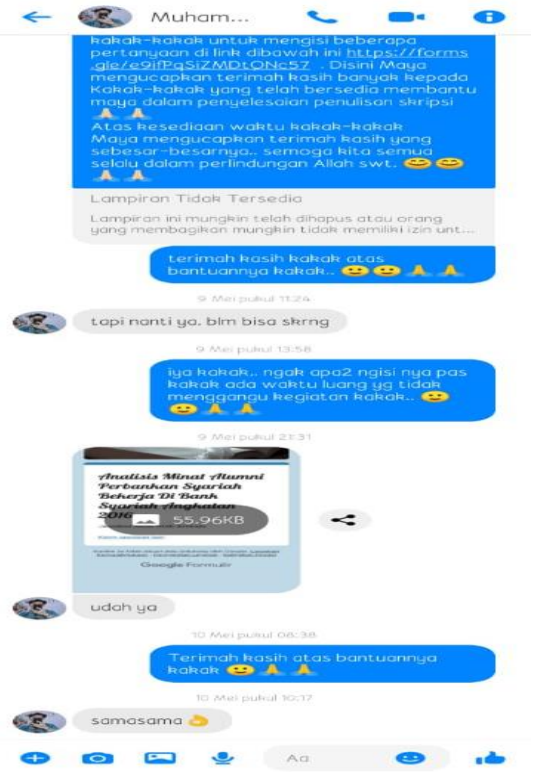 Muham...
kakak-kakak untuk mengisi beberapa
pertanyaan di link dibawah ini https://forms
.gle/e9ifPqSiZMDtONc57 . Disini Maya
mengucapkan terimah kasih banyak kepada
Kakak-kakak yang telah bersedia membantu
maya dalam penyelesaian penulisan skripsi
🙏🙏
Atas kesediaan waktu kakak-kakak
Maya mengucapkan terimah kasih yang
sebesar-besarnya.. semoga kita semua
selalu dalam perlindungan Allah swt. 😊😊
🙏🙏
Lampiran Tidak Tersedia
Lampiran ini mungkin telah dihapus atau orang
yang membagikan mungkin tidak memiliki izin unt...
terimah kasih kakak atas
bantuannya kakak.. 🙂🙂🙏🙏
9 Mei pukul 11:24
tapi nanti ya, blm bisa skrng
9 Mei pukul 13:58
iya kakak.. ngak apa2 ngisi nya pas
kakak ada waktu luang yg tidak
menggangu kegiatan kakak.. 🙂
🙂🙏🙏
9 Mei pukul 21:31
Analisis Minat Alumni
Perbankan Syariah
Bekerja Di Bank
Syariah Angkatan
2016
55.96KB
Google Formulir
udah ya
10 Mei pukul 06:38
Terimah kasih atas bantuannya
kakak 🙂🙏🙏
10 Mei pukul 10:17
samasama 👌
Aa